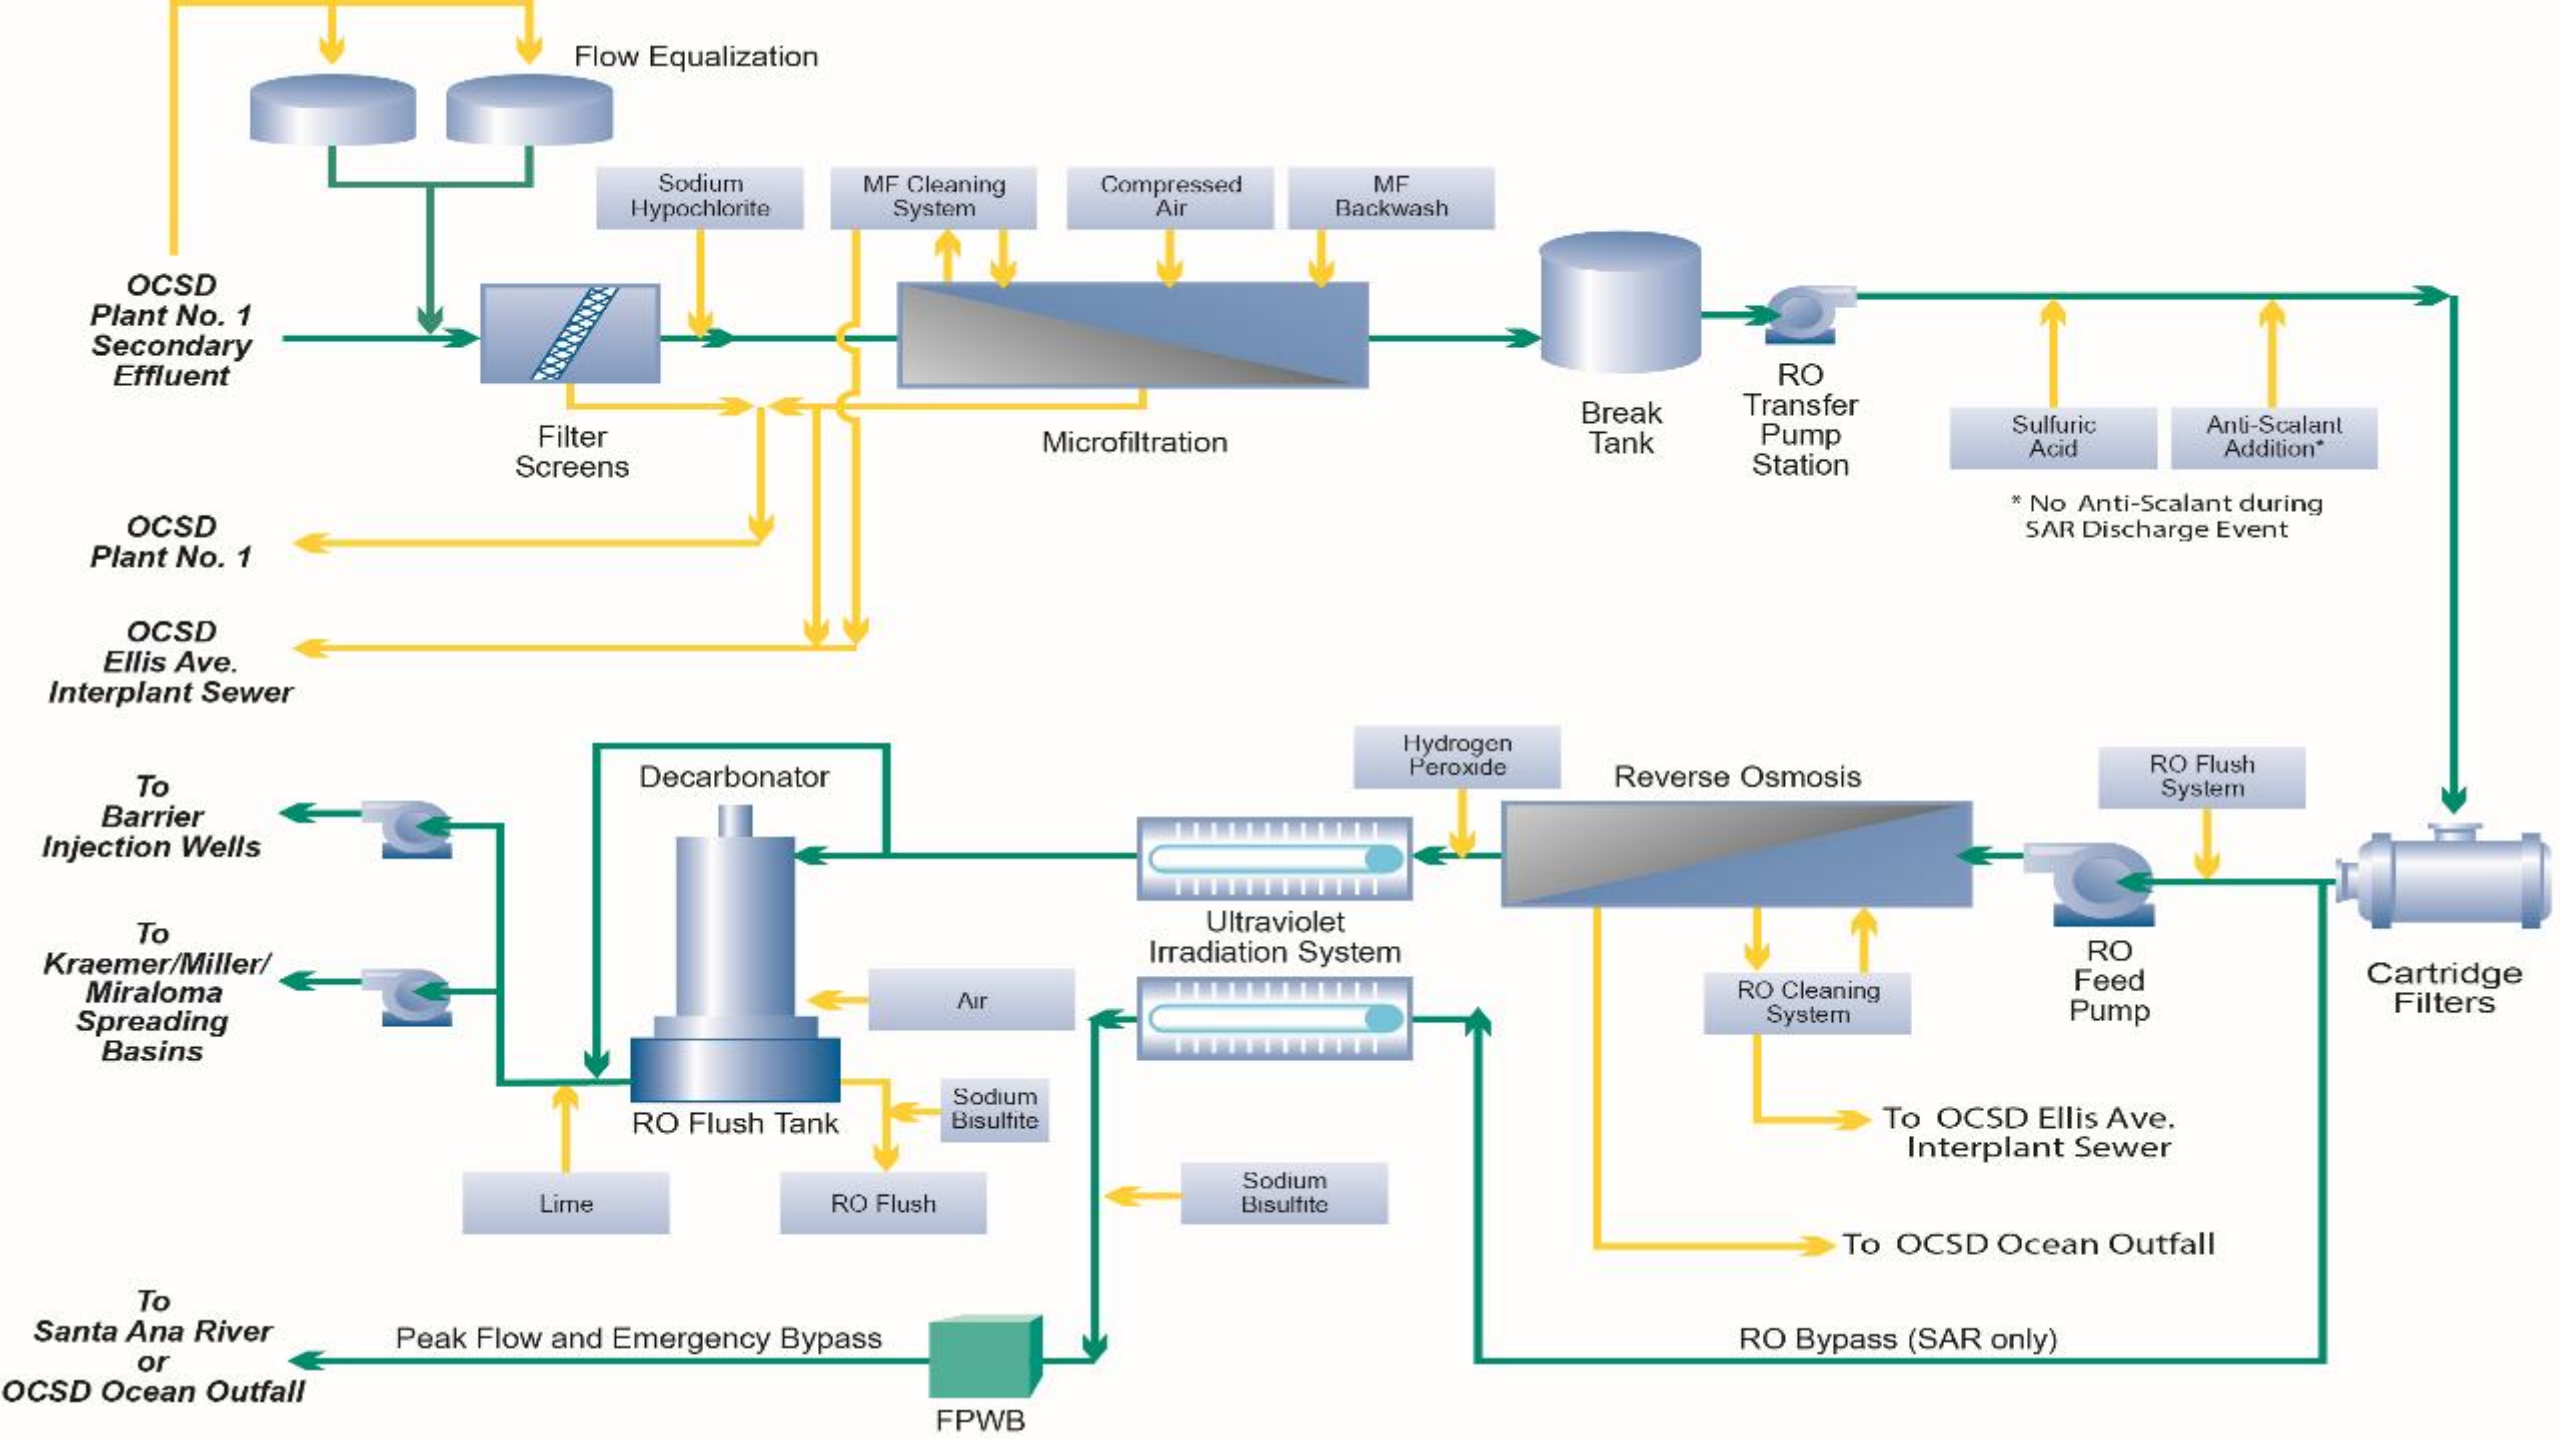 Flow Equalization
Sodium
Hypochlorite
MF Cleaning
System
Compressed
Air
MF
Backwash
OCSD
Plant No. 1
Secondary
Effluent
Filter
Screens
Microfiltration
Break
Tank
RO
Transfer
Pump
Station
Sulfuric
Acid
Anti-Scalant
Addition*
* No Anti-Scalant during
SAR Discharge Event
OCSD
Plant No. 1
OCSD
Ellis Ave.
Interplant Sewer
To
Barrier
Injection Wells
Decarbonator
Hydrogen
Peroxide
Reverse Osmosis
RO Flush
System
Ultraviolet
Irradiation System
To
Kraemer/Miller/
Miraloma
Spreading
Basins
Air
RO Cleaning
System
RO
Feed
Pump
Cartridge
Filters
RO Flush Tank
Sodium
Bisulfite
Lime
RO Flush
Sodium
Bisulfite
To OCSD Ellis Ave.
Interplant Sewer
To OCSD Ocean Outfall
To
Santa Ana River
or
OCSD Ocean Outfall
Peak Flow and Emergency Bypass
FPWB
RO Bypass (SAR only)